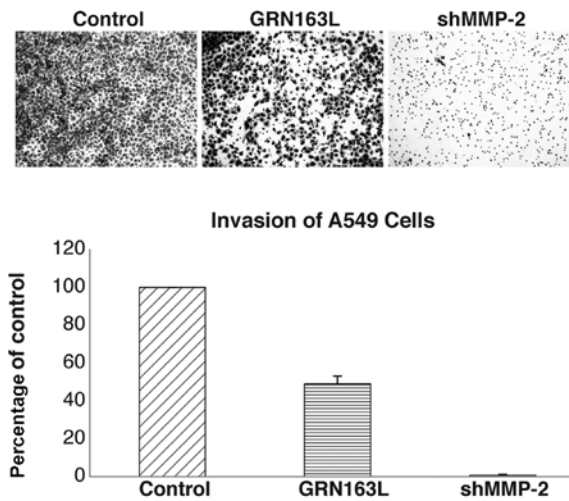 Control GRN163L shMMP-2
Invasion of A549 Cells
Percentage of control
120
100
80
60
40
20
0
Control GRN163L shMMP-2